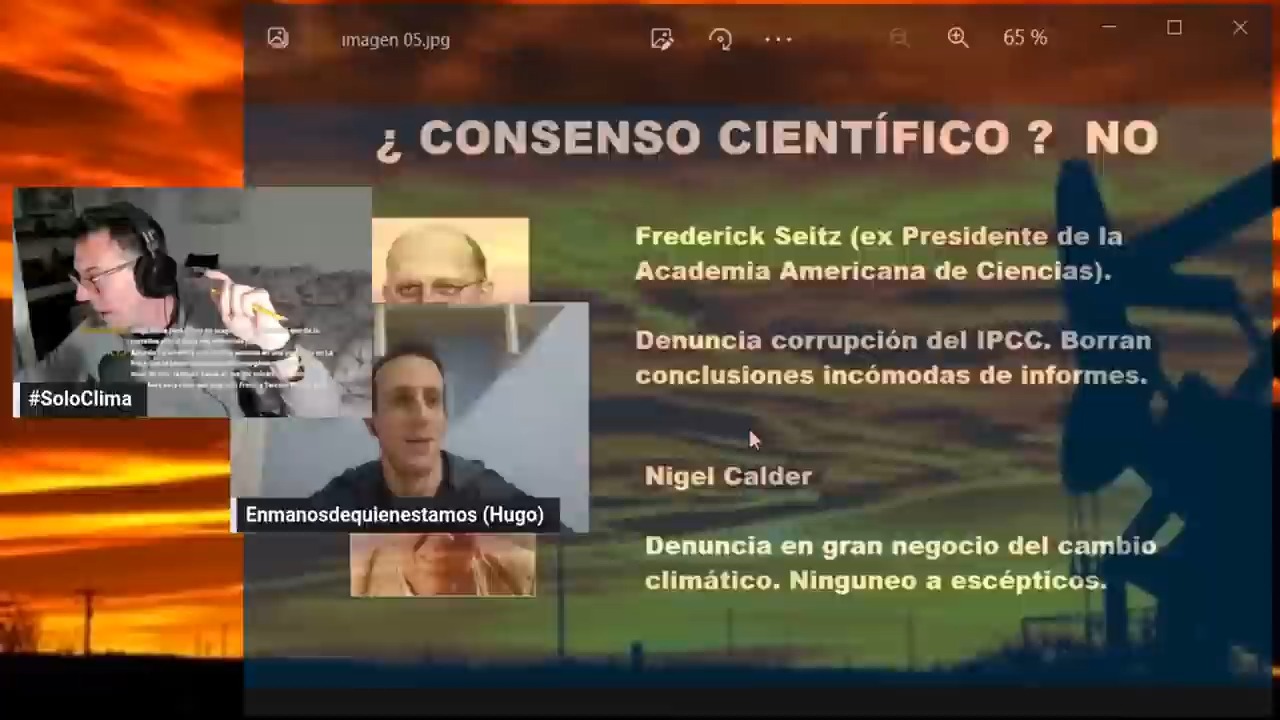 imagen 05.jpg
65 %
¿ CONSENSO CIENTÍFICO ? NO
Frederick Seitz (ex Presidente de la
Academia Americana de Ciencias).
Denuncia corrupción del IPCC. Borran
conclusiones incómodas de informes.
#SoloClima
Nigel Calder
Enmanosdequienestamos (Hugo)
Denuncia en gran negocio del cambio
climático. Ninguneo a escépticos.